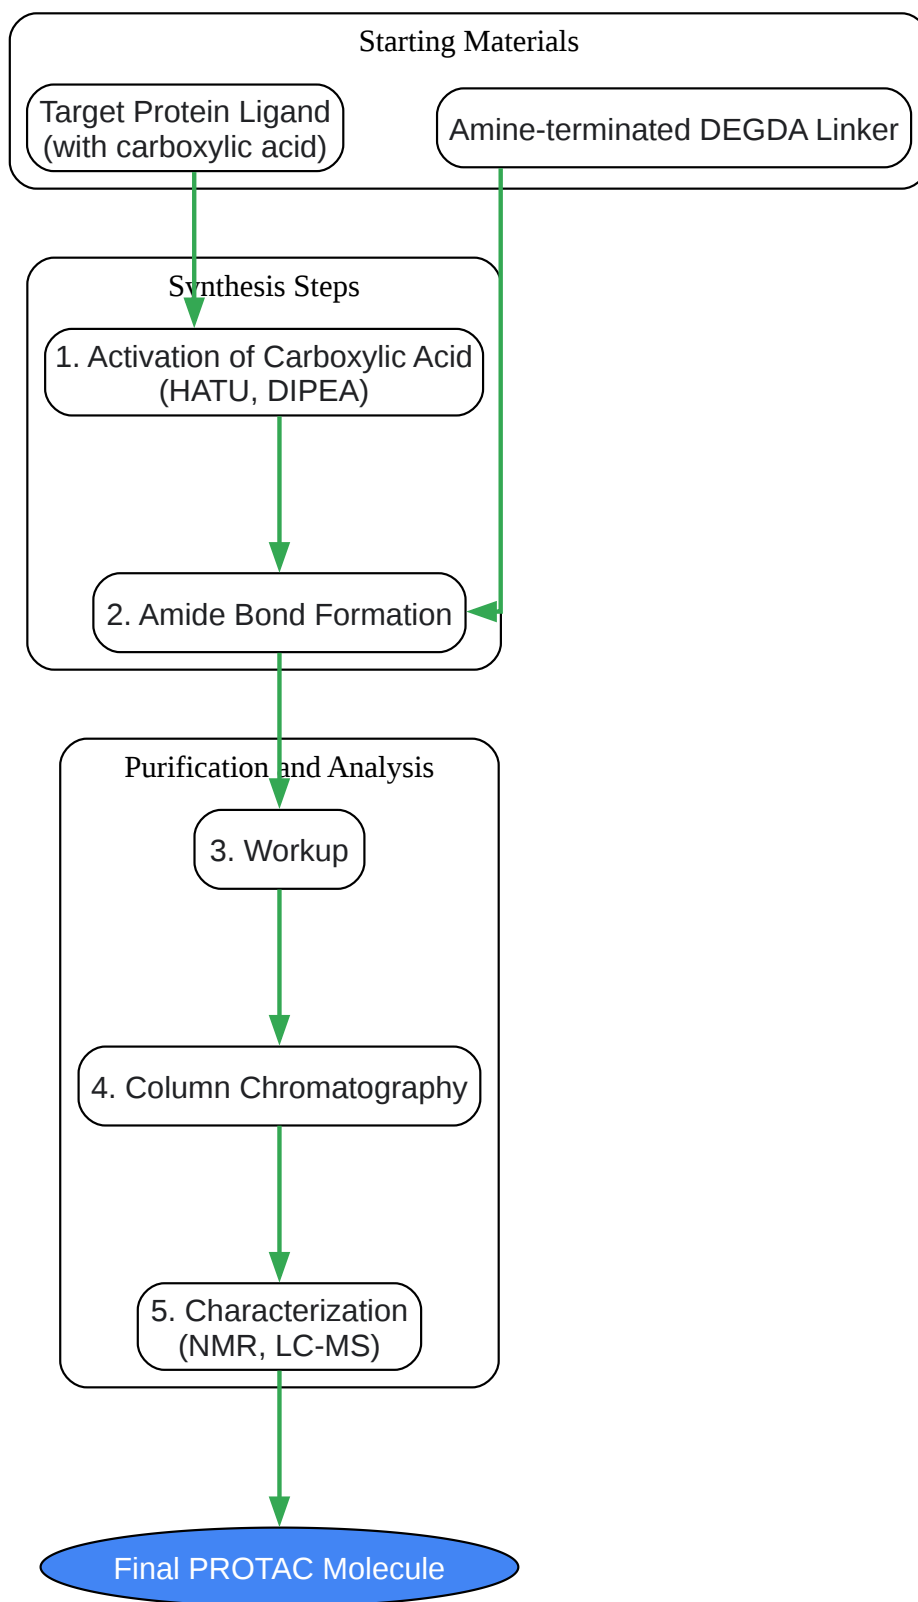 Starting Materials
Target Protein Ligand
(with carboxylic acid)
Amine-terminated DEGDA Linker
Synthesis Steps
1. Activation of Carboxylic Acid
(HATU, DIPEA)
2. Amide Bond Formation
Purification and Analysis
3. Workup
4. Column Chromatography
5. Characterization
(NMR, LC-MS)
Final PROTAC Molecule